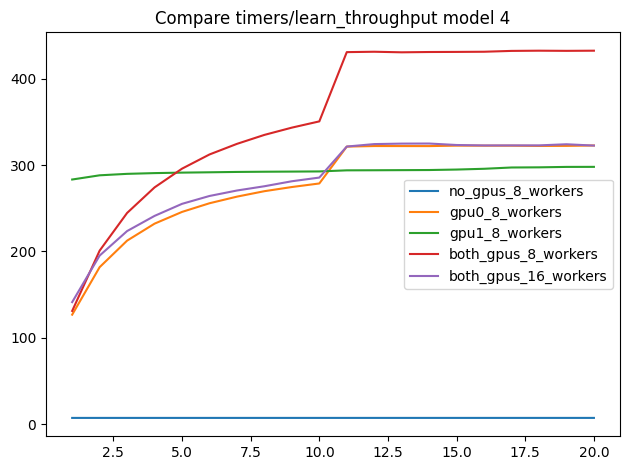 Compare timers/learn_throughput model 4
400
300
200
100
0
no_gpus_8_workers
gpu0_8_workers
gpu1_8_workers
both_gpus_8_workers
both_gpus_16_workers
2.5 5.0 7.5 10.0 12.5 15.0 17.5 20.0